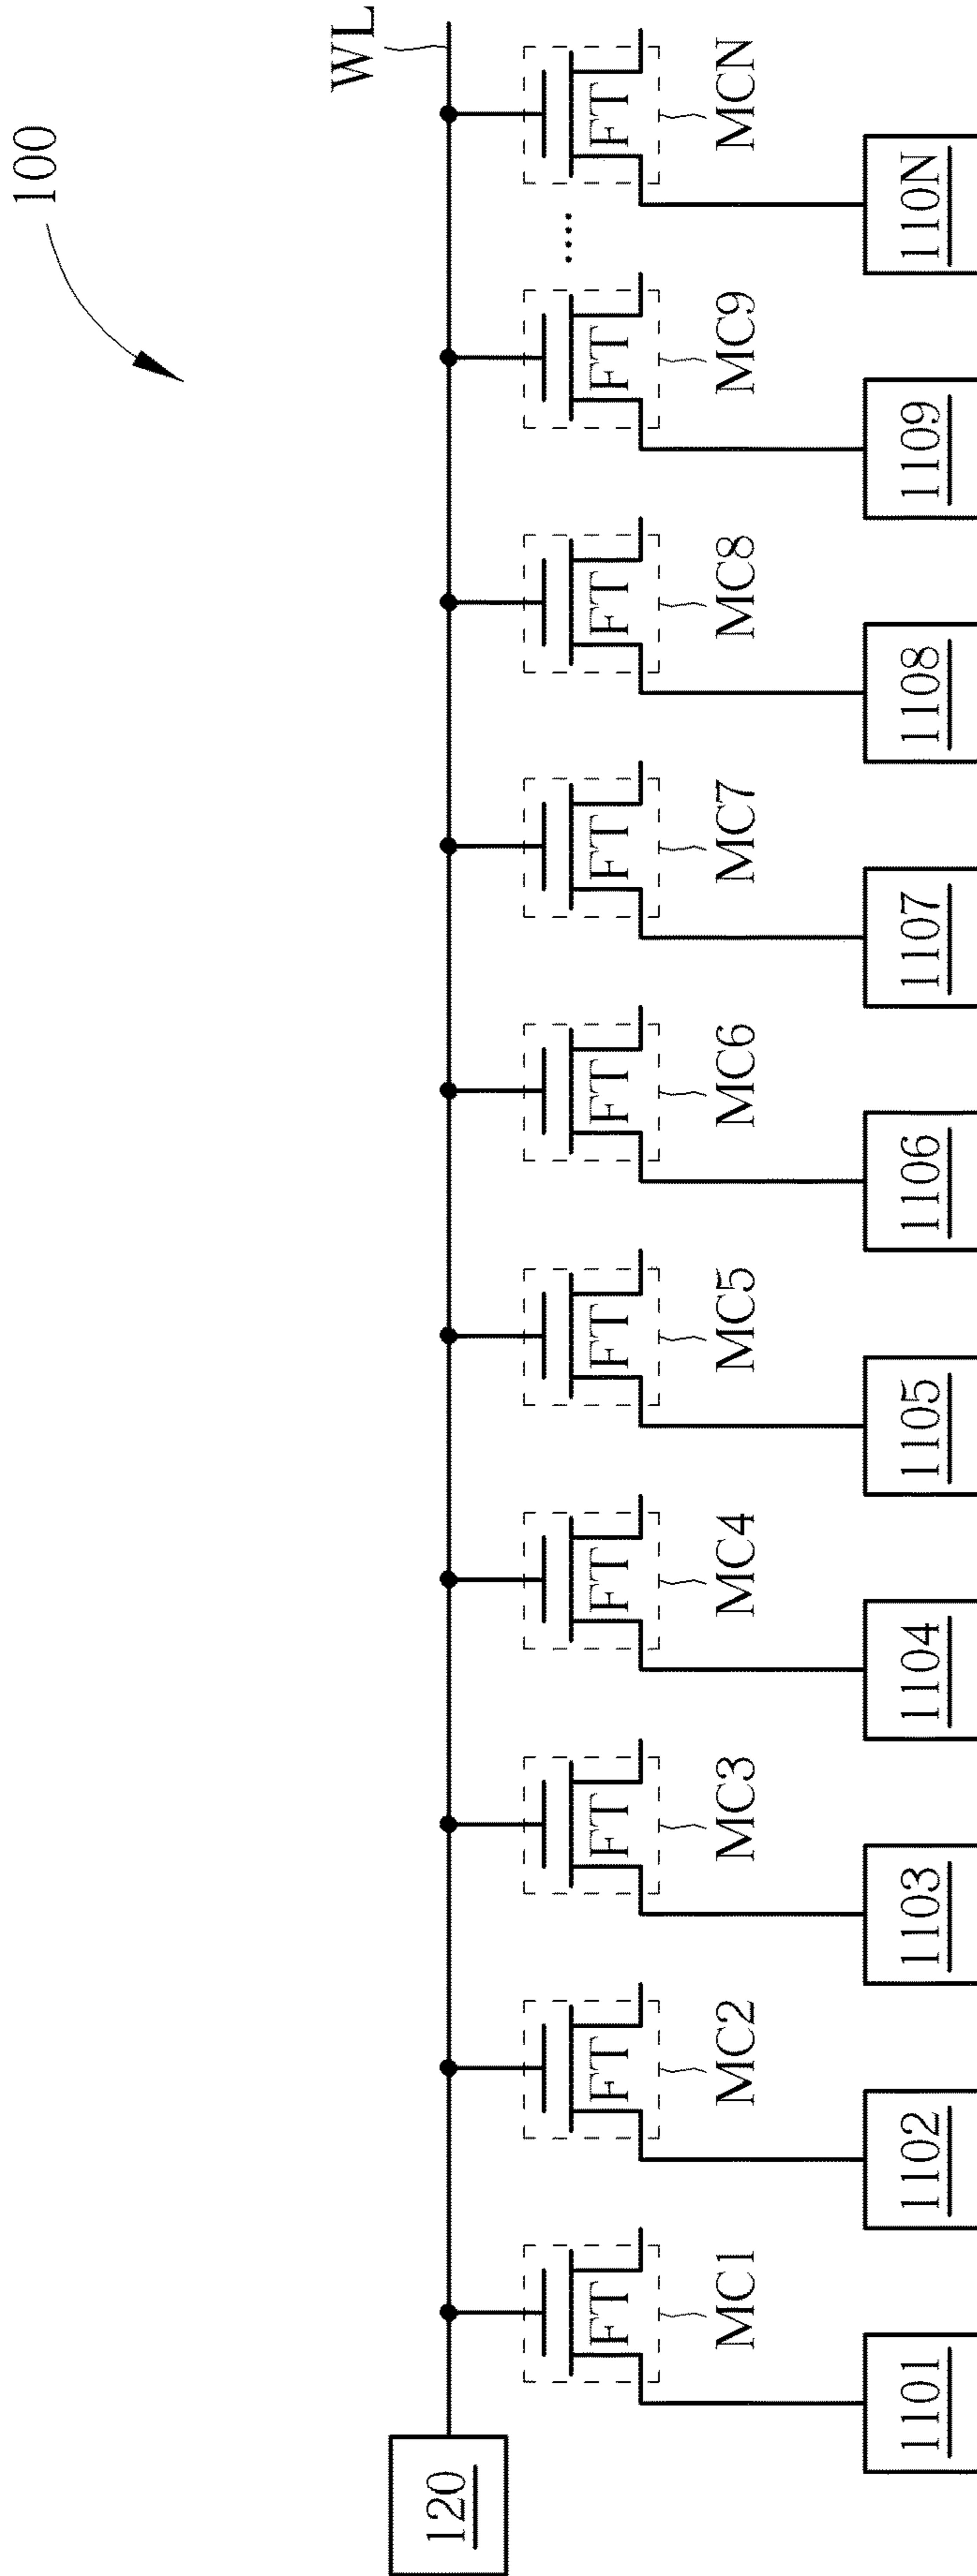 100
WL
120
FT FT FT FT FT FT FT FT FT .... FT
MC1 MC2 MC3 MC4 MC5 MC6 MC7 MC8 MC9 MCN
1101 1102 1103 1104 1105 1106 1107 1108 1109 110N